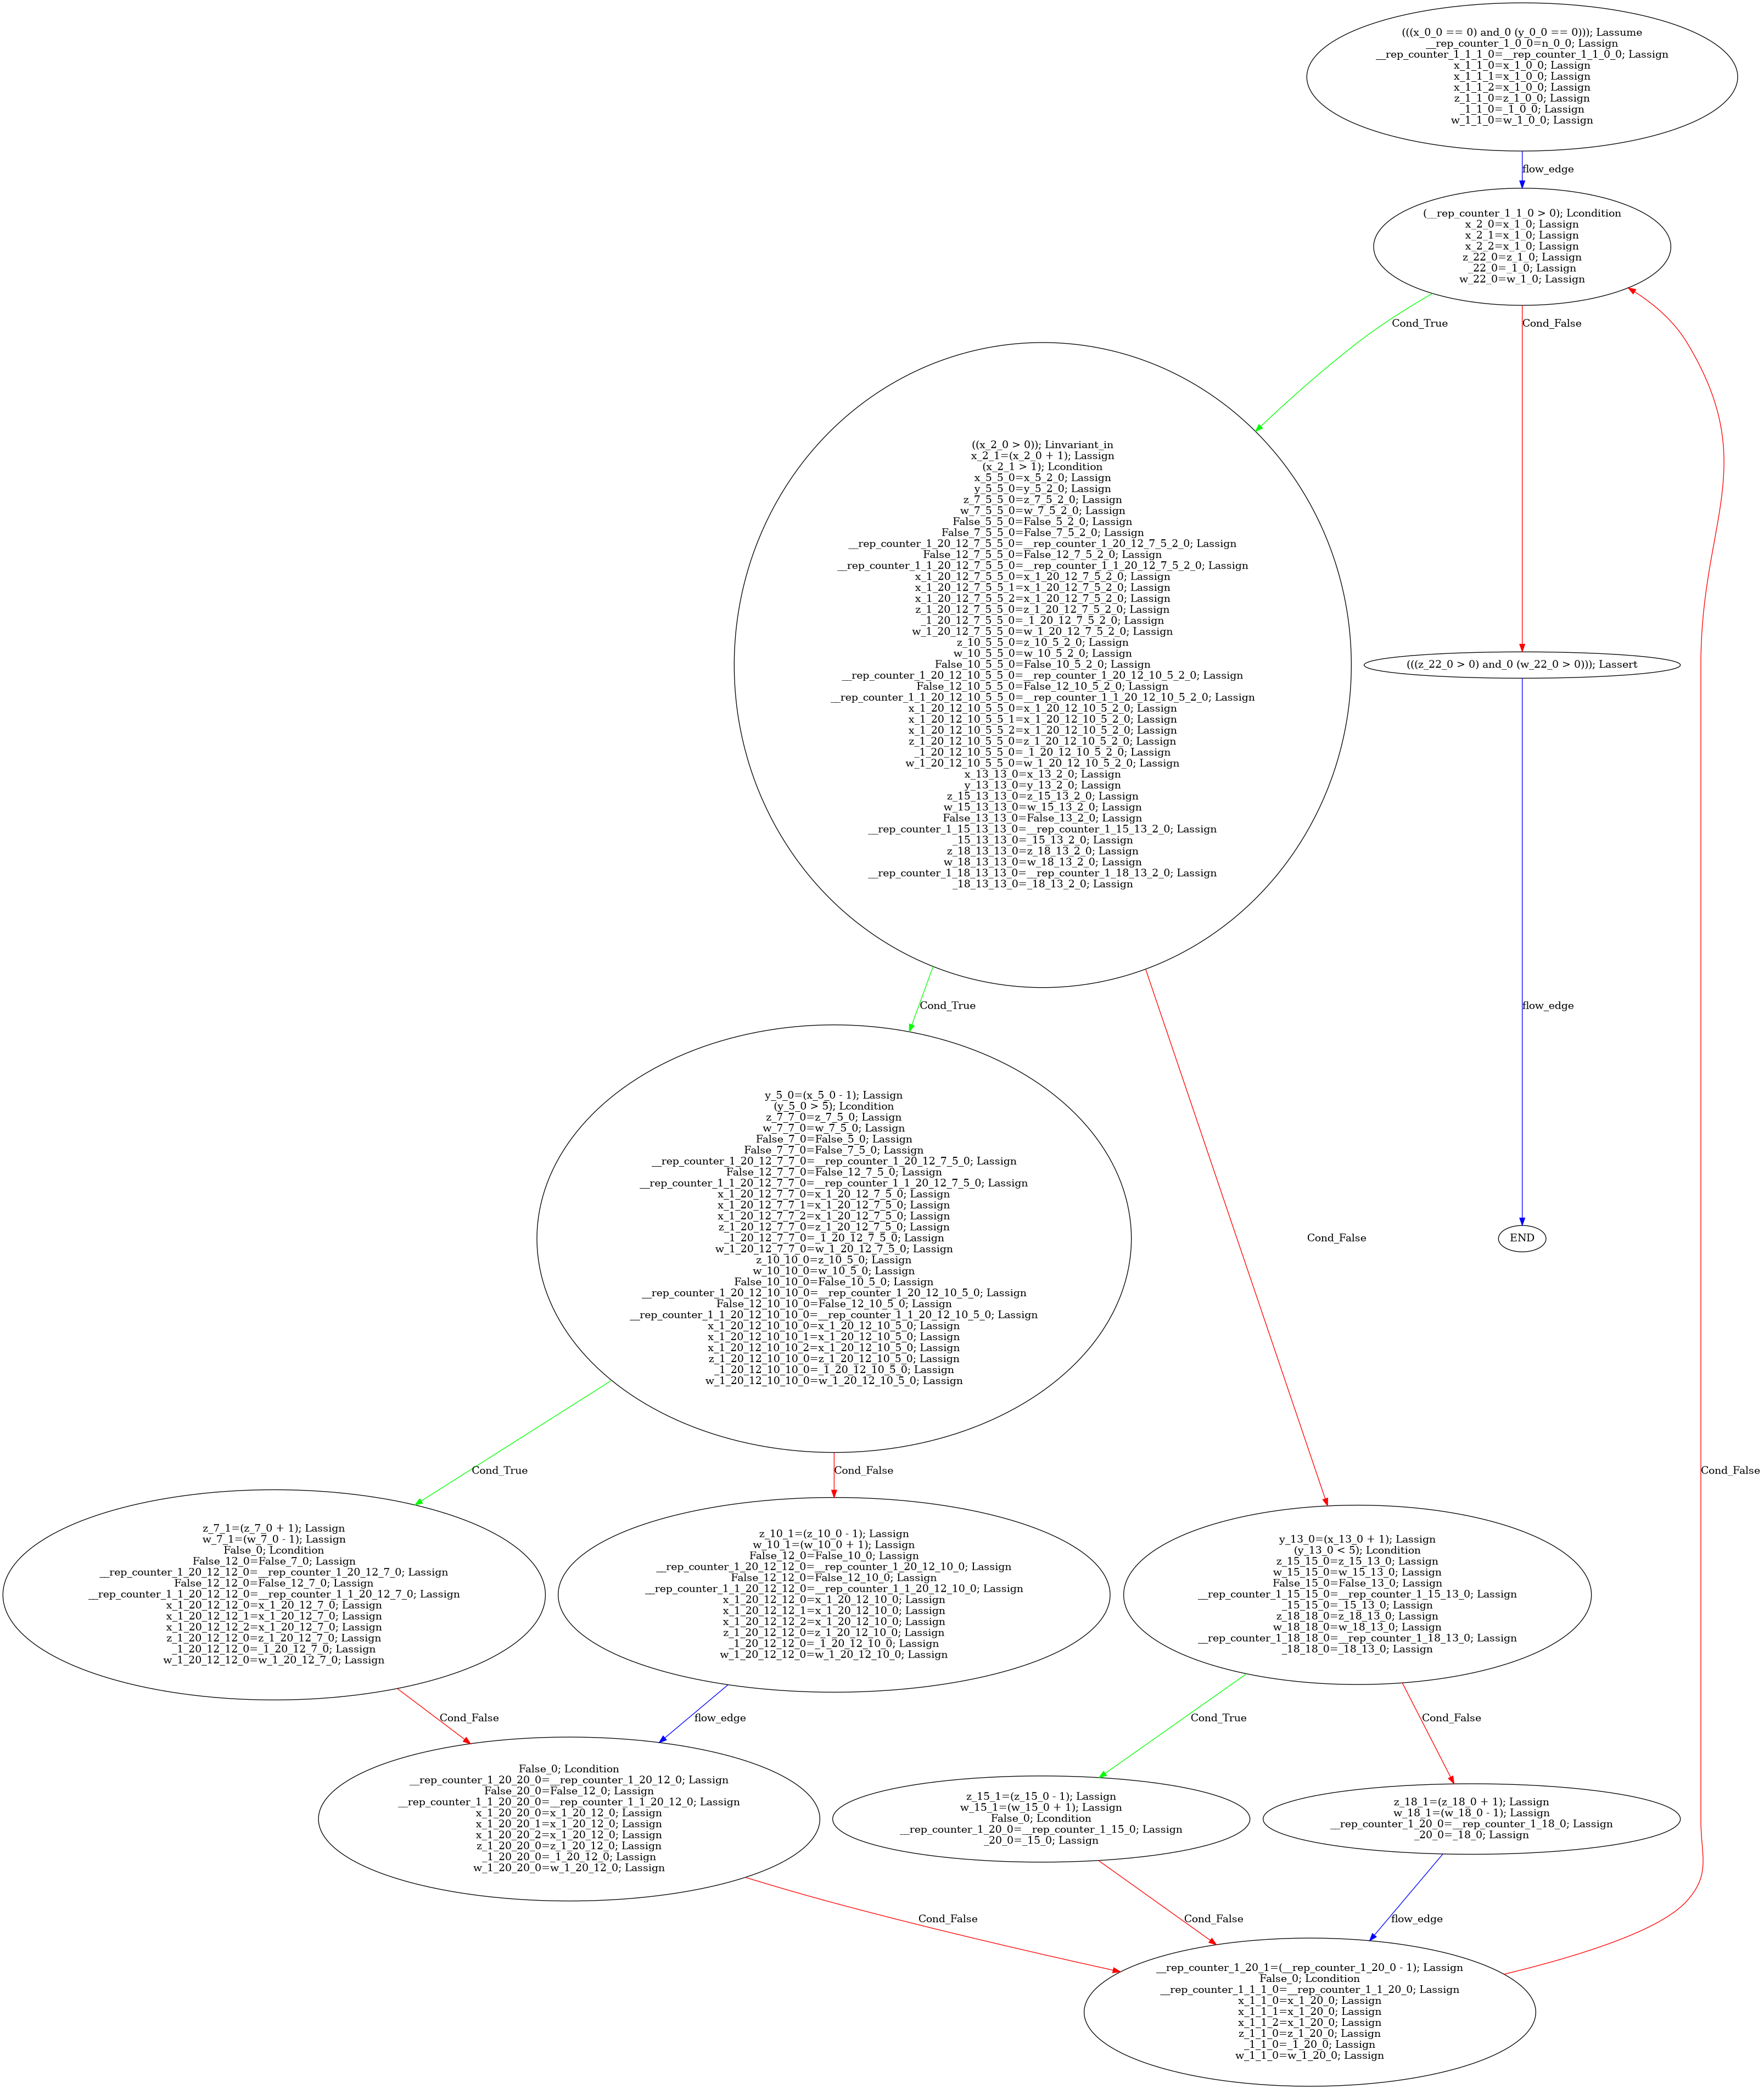 (((x_0_0 == 0) and_0 (y_0_0 == 0))); Lassume
__rep_counter_1_0_0=n_0_0; Lassign
__rep_counter_1_1_1_0=__rep_counter_1_1_0_0; Lassign
x_1_1_0=x_1_0_0; Lassign
x_1_1_1=x_1_0_0; Lassign
x_1_1_2=x_1_0_0; Lassign
z_1_1_0=z_1_0_0; Lassign
_1_1_0=_1_0_0; Lassign
w_1_1_0=w_1_0_0; Lassign
flow_edge
(__rep_counter_1_1_0 > 0); Lcondition
x_2_0=x_1_0; Lassign
x_2_1=x_1_0; Lassign
x_2_2=x_1_0; Lassign
z_22_0=z_1_0; Lassign
_22_0=_1_0; Lassign
w_22_0=w_1_0; Lassign
Cond_True
Cond_False
((x_2_0 > 0)); Linvariant_in
x_2_1=(x_2_0 + 1); Lassign
(x_2_1 > 1); Lcondition
x_5_5_0=x_5_2_0; Lassign
y_5_5_0=y_5_2_0; Lassign
z_7_5_5_0=z_7_5_2_0; Lassign
w_7_5_5_0=w_7_5_2_0; Lassign
False_5_5_0=False_5_2_0; Lassign
False_7_5_5_0=False_7_5_2_0; Lassign
__rep_counter_1_20_12_7_5_5_0=__rep_counter_1_20_12_7_5_2_0; Lassign
False_12_7_5_5_0=False_12_7_5_2_0; Lassign
__rep_counter_1_1_20_12_7_5_5_0=__rep_counter_1_1_20_12_7_5_2_0; Lassign
x_1_20_12_7_5_5_0=x_1_20_12_7_5_2_0; Lassign
x_1_20_12_7_5_5_1=x_1_20_12_7_5_2_0; Lassign
x_1_20_12_7_5_5_2=x_1_20_12_7_5_2_0; Lassign
z_1_20_12_7_5_5_0=z_1_20_12_7_5_2_0; Lassign
_1_20_12_7_5_5_0=_1_20_12_7_5_2_0; Lassign
w_1_20_12_7_5_5_0=w_1_20_12_7_5_2_0; Lassign
z_10_5_5_0=z_10_5_2_0; Lassign
w_10_5_5_0=w_10_5_2_0; Lassign
False_10_5_5_0=False_10_5_2_0; Lassign
__rep_counter_1_20_12_10_5_5_0=__rep_counter_1_20_12_10_5_2_0; Lassign
False_12_10_5_5_0=False_12_10_5_2_0; Lassign
__rep_counter_1_1_20_12_10_5_5_0=__rep_counter_1_1_20_12_10_5_2_0; Lassign
x_1_20_12_10_5_5_0=x_1_20_12_10_5_2_0; Lassign
x_1_20_12_10_5_5_1=x_1_20_12_10_5_2_0; Lassign
x_1_20_12_10_5_5_2=x_1_20_12_10_5_2_0; Lassign
z_1_20_12_10_5_5_0=z_1_20_12_10_5_2_0; Lassign
_1_20_12_10_5_5_0=_1_20_12_10_5_2_0; Lassign
w_1_20_12_10_5_5_0=w_1_20_12_10_5_2_0; Lassign
x_13_13_0=x_13_2_0; Lassign
y_13_13_0=y_13_2_0; Lassign
z_15_13_13_0=z_15_13_2_0; Lassign
w_15_13_13_0=w_15_13_2_0; Lassign
False_13_13_0=False_13_2_0; Lassign
__rep_counter_1_15_13_13_0=__rep_counter_1_15_13_2_0; Lassign
_15_13_13_0=_15_13_2_0; Lassign
z_18_13_13_0=z_18_13_2_0; Lassign
w_18_13_13_0=w_18_13_2_0; Lassign
__rep_counter_1_18_13_13_0=__rep_counter_1_18_13_2_0; Lassign
_18_13_13_0=_18_13_2_0; Lassign
(((z_22_0 > 0) and_0 (w_22_0 > 0))); Lassert
Cond_True
flow_edge
y_5_0=(x_5_0 - 1); Lassign
(y_5_0 > 5); Lcondition
z_7_7_0=z_7_5_0; Lassign
w_7_7_0=w_7_5_0; Lassign
False_7_0=False_5_0; Lassign
False_7_7_0=False_7_5_0; Lassign
__rep_counter_1_20_12_7_7_0=__rep_counter_1_20_12_7_5_0; Lassign
False_12_7_7_0=False_12_7_5_0; Lassign
__rep_counter_1_1_20_12_7_7_0=__rep_counter_1_1_20_12_7_5_0; Lassign
x_1_20_12_7_7_0=x_1_20_12_7_5_0; Lassign
x_1_20_12_7_7_1=x_1_20_12_7_5_0; Lassign
x_1_20_12_7_7_2=x_1_20_12_7_5_0; Lassign
z_1_20_12_7_7_0=z_1_20_12_7_5_0; Lassign
_1_20_12_7_7_0=_1_20_12_7_5_0; Lassign
w_1_20_12_7_7_0=w_1_20_12_7_5_0; Lassign
z_10_10_0=z_10_5_0; Lassign
w_10_10_0=w_10_5_0; Lassign
False_10_10_0=False_10_5_0; Lassign
__rep_counter_1_20_12_10_10_0=__rep_counter_1_20_12_10_5_0; Lassign
False_12_10_10_0=False_12_10_5_0; Lassign
__rep_counter_1_1_20_12_10_10_0=__rep_counter_1_1_20_12_10_5_0; Lassign
x_1_20_12_10_10_0=x_1_20_12_10_5_0; Lassign
x_1_20_12_10_10_1=x_1_20_12_10_5_0; Lassign
x_1_20_12_10_10_2=x_1_20_12_10_5_0; Lassign
z_1_20_12_10_10_0=z_1_20_12_10_5_0; Lassign
_1_20_12_10_10_0=_1_20_12_10_5_0; Lassign
w_1_20_12_10_10_0=w_1_20_12_10_5_0; Lassign
Cond_False
END
Cond_True
Cond_False
Cond_False
z_7_1=(z_7_0 + 1); Lassign
w_7_1=(w_7_0 - 1); Lassign
False_0; Lcondition
False_12_0=False_7_0; Lassign
__rep_counter_1_20_12_12_0=__rep_counter_1_20_12_7_0; Lassign
False_12_12_0=False_12_7_0; Lassign
__rep_counter_1_1_20_12_12_0=__rep_counter_1_1_20_12_7_0; Lassign
x_1_20_12_12_0=x_1_20_12_7_0; Lassign
x_1_20_12_12_1=x_1_20_12_7_0; Lassign
x_1_20_12_12_2=x_1_20_12_7_0; Lassign
z_1_20_12_12_0=z_1_20_12_7_0; Lassign
_1_20_12_12_0=_1_20_12_7_0; Lassign
w_1_20_12_12_0=w_1_20_12_7_0; Lassign
z_10_1=(z_10_0 - 1); Lassign
w_10_1=(w_10_0 + 1); Lassign
False_12_0=False_10_0; Lassign
__rep_counter_1_20_12_12_0=__rep_counter_1_20_12_10_0; Lassign
False_12_12_0=False_12_10_0; Lassign
__rep_counter_1_1_20_12_12_0=__rep_counter_1_1_20_12_10_0; Lassign
x_1_20_12_12_0=x_1_20_12_10_0; Lassign
x_1_20_12_12_1=x_1_20_12_10_0; Lassign
x_1_20_12_12_2=x_1_20_12_10_0; Lassign
z_1_20_12_12_0=z_1_20_12_10_0; Lassign
_1_20_12_12_0=_1_20_12_10_0; Lassign
w_1_20_12_12_0=w_1_20_12_10_0; Lassign
y_13_0=(x_13_0 + 1); Lassign
(y_13_0 < 5); Lcondition
z_15_15_0=z_15_13_0; Lassign
w_15_15_0=w_15_13_0; Lassign
False_15_0=False_13_0; Lassign
__rep_counter_1_15_15_0=__rep_counter_1_15_13_0; Lassign
_15_15_0=_15_13_0; Lassign
z_18_18_0=z_18_13_0; Lassign
w_18_18_0=w_18_13_0; Lassign
__rep_counter_1_18_18_0=__rep_counter_1_18_13_0; Lassign
_18_18_0=_18_13_0; Lassign
Cond_False
flow_edge
Cond_True
Cond_False
False_0; Lcondition
__rep_counter_1_20_20_0=__rep_counter_1_20_12_0; Lassign
False_20_0=False_12_0; Lassign
__rep_counter_1_1_20_20_0=__rep_counter_1_1_20_12_0; Lassign
x_1_20_20_0=x_1_20_12_0; Lassign
x_1_20_20_1=x_1_20_12_0; Lassign
x_1_20_20_2=x_1_20_12_0; Lassign
z_1_20_20_0=z_1_20_12_0; Lassign
_1_20_20_0=_1_20_12_0; Lassign
w_1_20_20_0=w_1_20_12_0; Lassign
z_15_1=(z_15_0 - 1); Lassign
w_15_1=(w_15_0 + 1); Lassign
False_0; Lcondition
__rep_counter_1_20_0=__rep_counter_1_15_0; Lassign
_20_0=_15_0; Lassign
z_18_1=(z_18_0 + 1); Lassign
w_18_1=(w_18_0 - 1); Lassign
__rep_counter_1_20_0=__rep_counter_1_18_0; Lassign
_20_0=_18_0; Lassign
Cond_False
Cond_False
flow_edge
__rep_counter_1_20_1=(__rep_counter_1_20_0 - 1); Lassign
False_0; Lcondition
__rep_counter_1_1_1_0=__rep_counter_1_1_20_0; Lassign
x_1_1_0=x_1_20_0; Lassign
x_1_1_1=x_1_20_0; Lassign
x_1_1_2=x_1_20_0; Lassign
z_1_1_0=z_1_20_0; Lassign
_1_1_0=_1_20_0; Lassign
w_1_1_0=w_1_20_0; Lassign